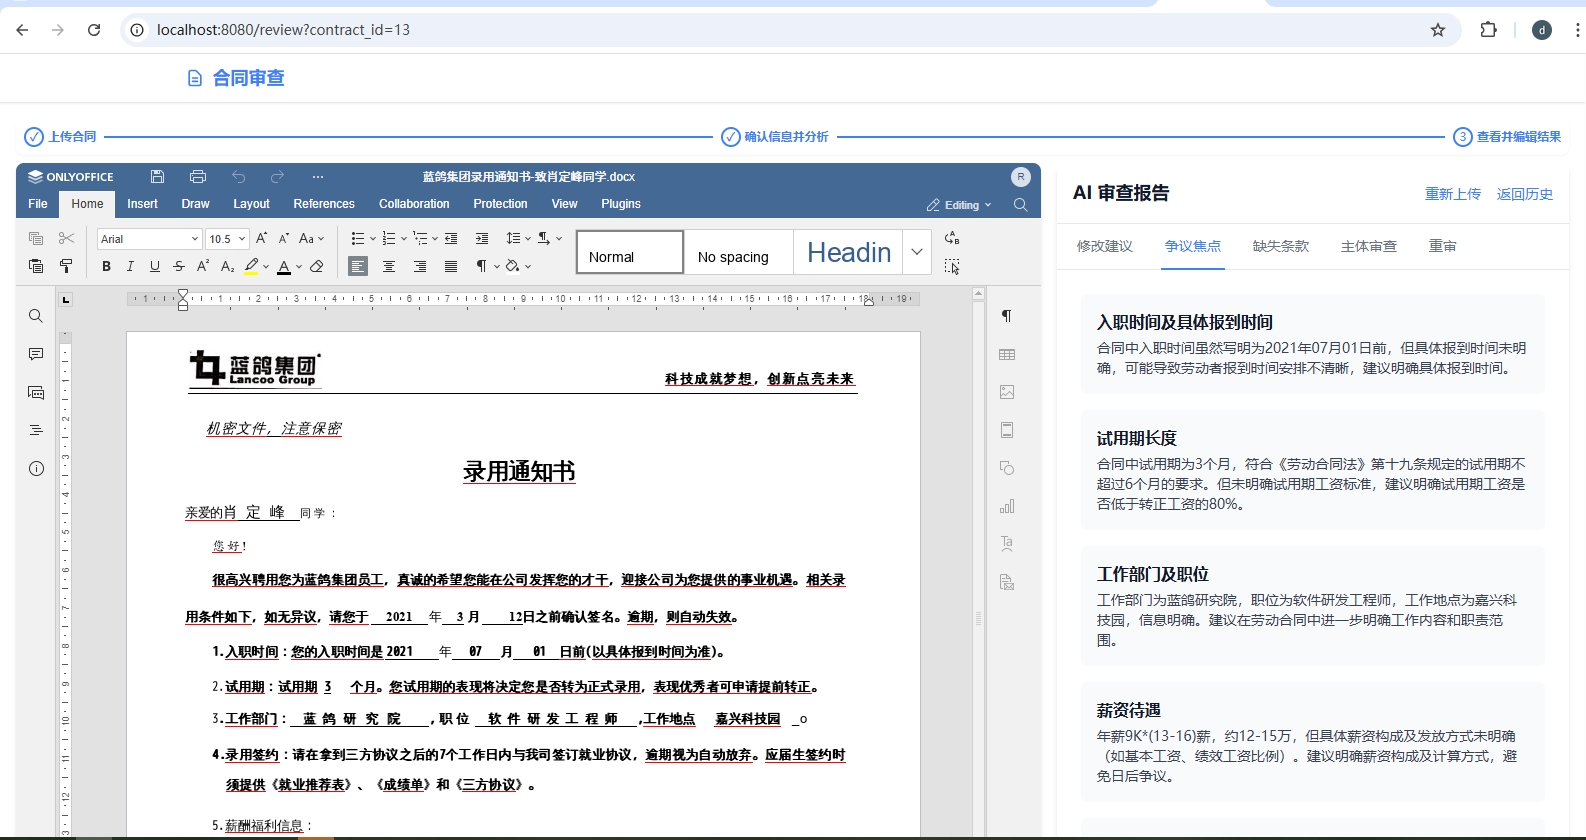 localhost:8080/review?contract_id=13
d
合同审查
上传合同
确认信息并分析
3 查看并编辑结果
ONLYOFFICE
蓝鸽集团录用通知书-致肖定峰同学.docx
R
File Home Insert Draw Layout References Collaboration Protection View Plugins
Editing
Arial 10.5
Normal
No spacing
Headin
蓝鸽集团
Lancoo Group
科技成就梦想，创新点亮未来
机密文件，注意保密
录用通知书
亲爱的肖 定 峰 同学：
您好！
很高兴聘用您为蓝鸽集团员工，真诚的希望您能在公司发挥您的才干，迎接公司为您提供的事业机遇。相关录
用条件如下，如无异议，请您于 2021 年 3 月 12日之前确认签名。逾期，则自动失效。
1.入职时间：您的入职时间是2021 年 07 月 01 日前(以具体报到时间为准)。
2.试用期：试用期 3 个月。您试用期的表现将决定您是否转为正式录用，表现优秀者可申请提前转正。
3.工作部门： 蓝 鸽 研 究 院 ,职位 软 件 研 发 工 程 师 ,工作地点 嘉兴科技园 _o
4.录用签约：请在拿到三方协议之后的7个工作日内与我司签订就业协议，逾期视为自动放弃。应届生签约时
须提供《就业推荐表》、《成绩单》和《三方协议》。
5.薪酬福利信息：
AI 审查报告
重新上传 返回历史
修改建议 争议焦点 缺失条款 主体审查 重审
入职时间及具体报到时间
合同中入职时间虽然写明为2021年07月01日前，但具体报到时间未明
确，可能导致劳动者报到时间安排不清晰，建议明确具体报到时间。
试用期长度
合同中试用期为3个月，符合《劳动合同法》第十九条规定的试用期不
超过6个月的要求。但未明确试用期工资标准，建议明确试用期工资是
否低于转正工资的80%。
工作部门及职位
工作部门为蓝鸽研究院，职位为软件研发工程师，工作地点为嘉兴科
技园，信息明确。建议在劳动合同中进一步明确工作内容和职责范
围。
薪资待遇
年薪9K*(13-16)薪，约12-15万，但具体薪资构成及发放方式未明确
（如基本工资、绩效工资比例）。建议明确薪资构成及计算方式，避
免日后争议。